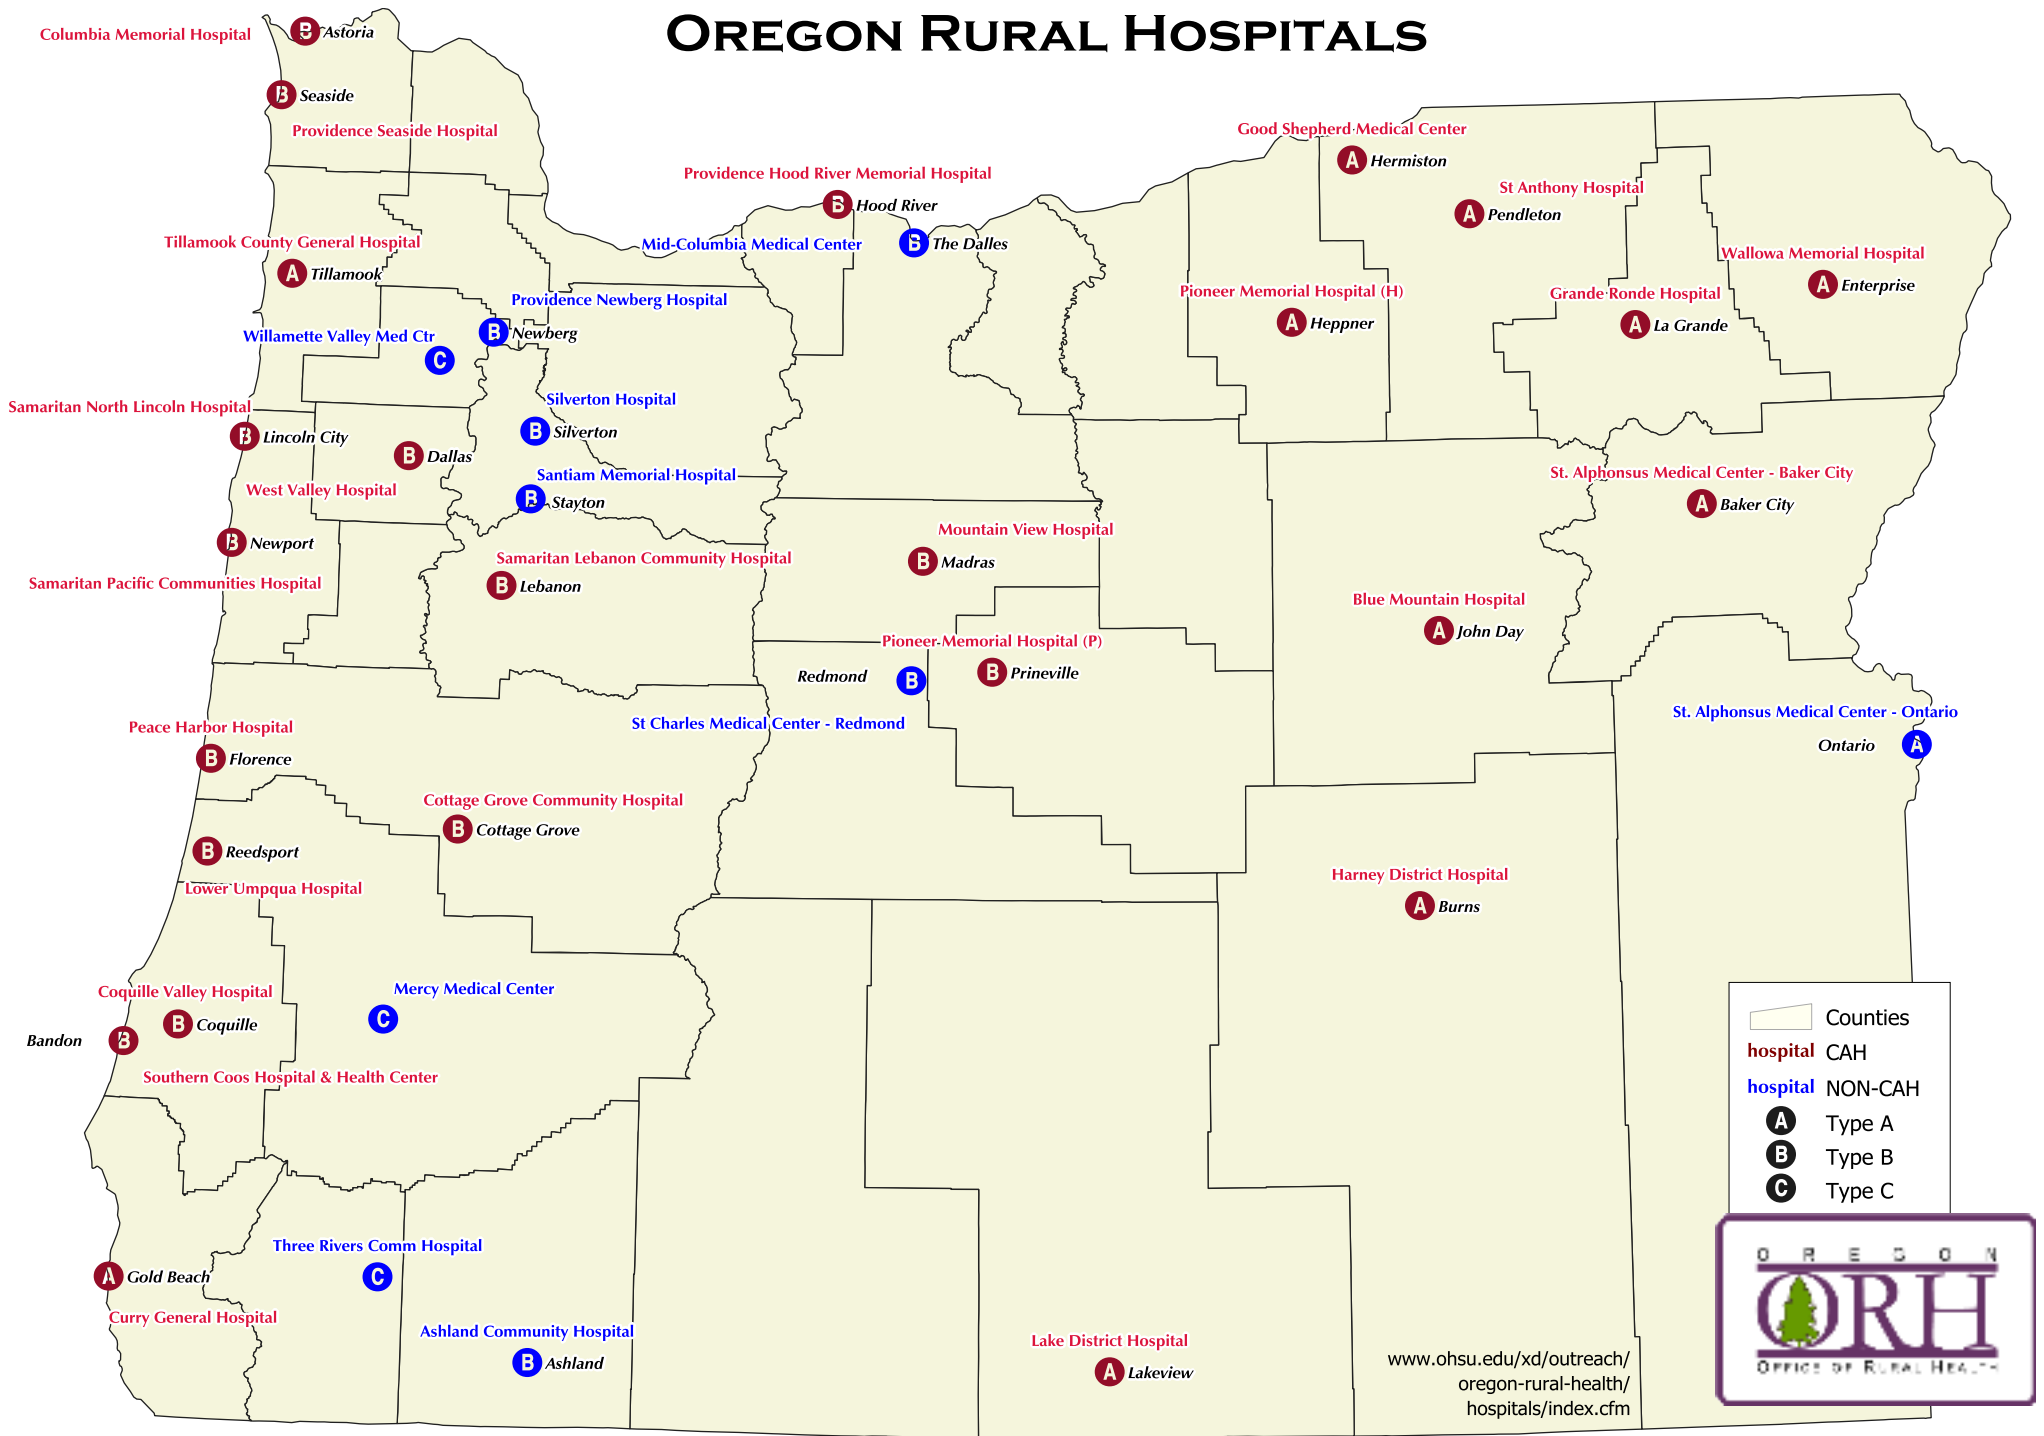 OREGON RURAL HOSPITALS
Columbia Memorial Hospital
B Astoria
B Seaside
Providence Seaside Hospital
Good Shepherd Medical Center
A Hermiston
Providence Hood River Memorial Hospital
B Hood River
St Anthony Hospital
A Pendleton
Tillamook County General Hospital
A Tillamook
Mid-Columbia Medical Center
B The Dalles
Wallowa Memorial Hospital
A Enterprise
Providence Newberg Hospital
B Newberg
Pioneer Memorial Hospital (H)
A Heppner
Grande Ronde Hospital
A La Grande
Willamette Valley Med Ctr
C
Samaritan North Lincoln Hospital
B Lincoln City
Silverton Hospital
B Silverton
B Dallas
West Valley Hospital
Santiam Memorial Hospital
B Stayton
St. Alphonsus Medical Center - Baker City
A Baker City
B Newport
Samaritan Pacific Communities Hospital
Samaritan Lebanon Community Hospital
B Lebanon
Mountain View Hospital
B Madras
Blue Mountain Hospital
A John Day
Pioneer Memorial Hospital (P)
B Prineville
Redmond B
St Charles Medical Center - Redmond
St. Alphonsus Medical Center - Ontario
Ontario A
Peace Harbor Hospital
B Florence
Cottage Grove Community Hospital
B Cottage Grove
B Reedsport
Lower Umpqua Hospital
Harney District Hospital
A Burns
Coquille Valley Hospital
B Coquille
Bandon B
Southern Coos Hospital & Health Center
Mercy Medical Center
C
Three Rivers Comm Hospital
C
A Gold Beach
Curry General Hospital
Ashland Community Hospital
B Ashland
Lake District Hospital
A Lakeview
www.ohsu.edu/xd/outreach/
oregon-rural-health/
hospitals/index.cfm
Counties
hospital CAH
hospital NON-CAH
A Type A
B Type B
C Type C
OREGON
ORH
OFFICE OF RURAL HEALTH